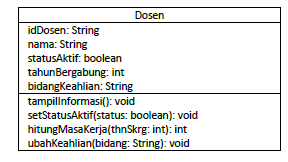 Dosen
idDosen: String
nama: String
statusAktif: boolean
tahunBergabung: int
bidangKeahlian: String
tampilInformasi(): void
setStatusAktif(status: boolean): void
hitungMasaKerja(thnSkrg: int): int
ubahKeahlian(bidang: String): void